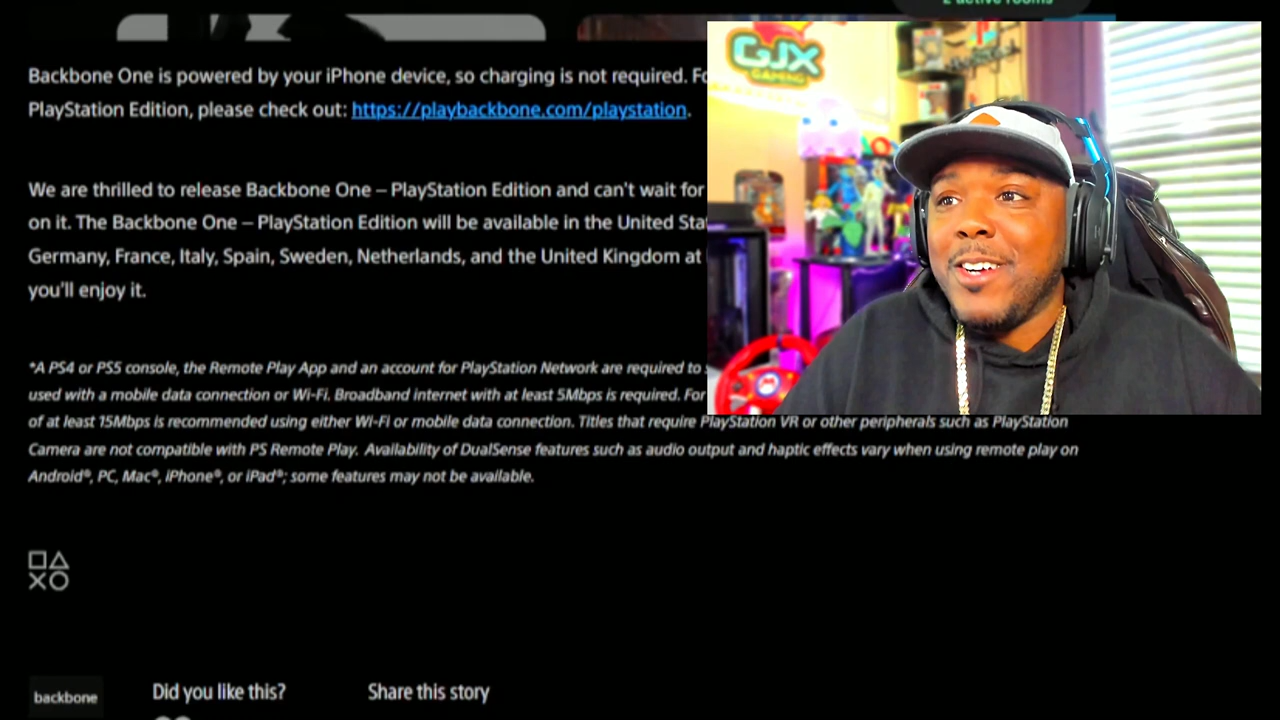 2 active rooms
Backbone One is powered by your iPhone device, so charging is not required. Fo
PlayStation Edition, please check out: https://playbackbone.com/playstation.
We are thrilled to release Backbone One – PlayStation Edition and can't wait for
on it. The Backbone One – PlayStation Edition will be available in the United Sta
Germany, France, Italy, Spain, Sweden, Netherlands, and the United Kingdom at
you'll enjoy it.
*A PS4 or PS5 console, the Remote Play App and an account for PlayStation Network are required to
used with a mobile data connection or Wi-Fi. Broadband internet with at least 5Mbps is required. For
of at least 15Mbps is recommended using either Wi-Fi or mobile data connection. Titles that require PlayStation VR or other peripherals such as PlayStation
Camera are not compatible with PS Remote Play. Availability of DualSense features such as audio output and haptic effects vary when using remote play on
Android®, PC, Mac®, iPhone®, or iPad®; some features may not be available.
backbone
Did you like this?
Share this story
GJX
GAMING